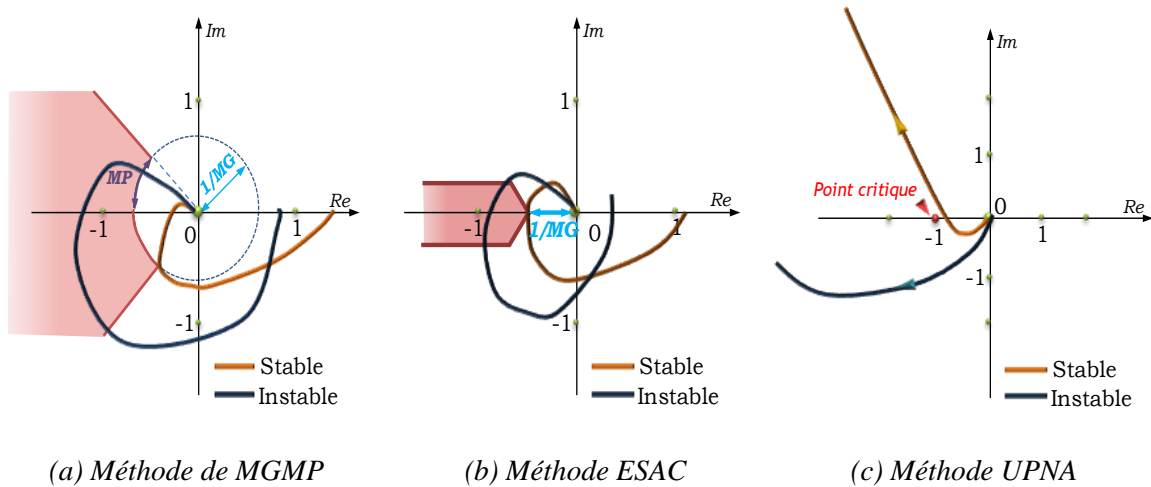 Im
1
MP
1/MG
Re
-1
0
1
-1
Stable
Instable
(a) Méthode de MGMP
Im
1
Re
-1
1/MG
0
1
-1
Stable
Instable
(b) Méthode ESAC
Im
1
Point critique
0
Re
-1
1
-1
Stable
Instable
(c) Méthode UPNA